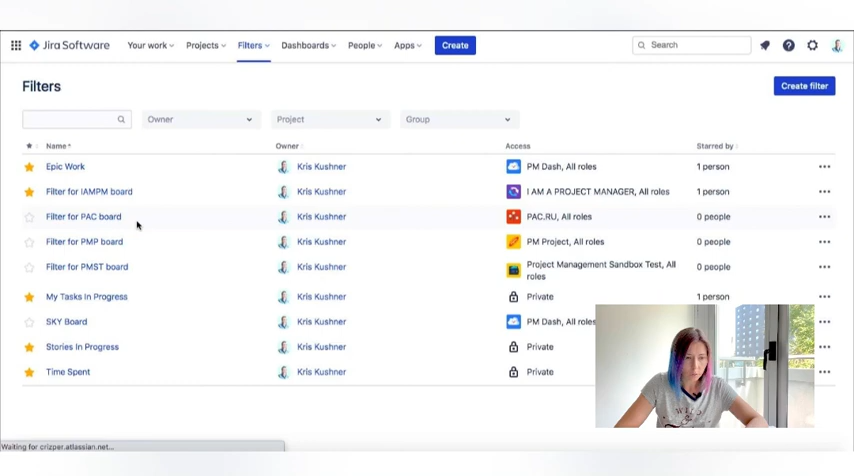 Jira Software Your work Projects Filters Dashboards People Apps Create Search
Filters Create filter
Owner Project Group
Name Owner Access Starred by
Epic Work Kris Kushner PM Dash, All roles 1 person
Filter for IAMPM board Kris Kushner I AM A PROJECT MANAGER, All roles 1 person
Filter for PAC board Kris Kushner PAC.RU, All roles 0 people
Filter for PMP board Kris Kushner PM Project, All roles 0 people
Filter for PMST board Kris Kushner Project Management Sandbox Test, All roles 0 people
My Tasks In Progress Kris Kushner Private 1 person
SKY Board Kris Kushner PM Dash, All roles
Stories In Progress Kris Kushner Private
Time Spent Kris Kushner Private
Waiting for crizper.atlassian.net...